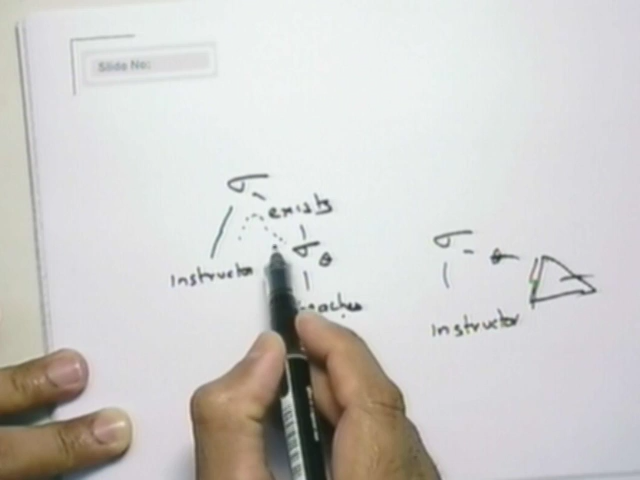 Slide No:
σ
exists
σ θ
Instructor
σ θ
Instructor